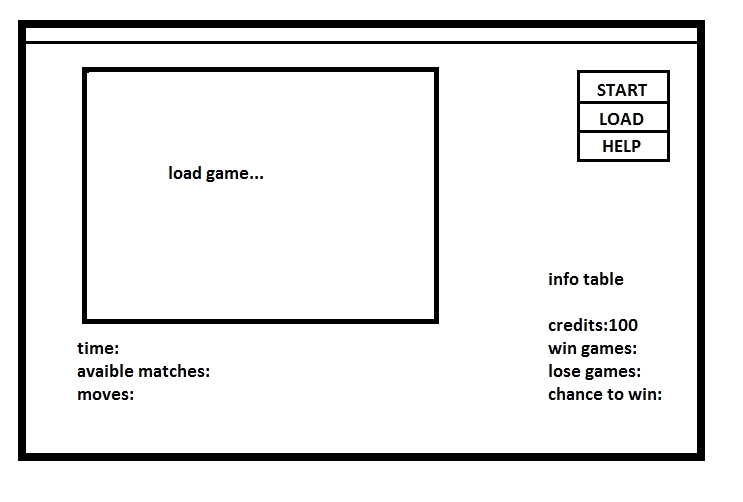 START
LOAD
HELP
load game...
info table
credits:100
win games:
lose games:
chance to win:
time:
avaible matches:
moves: